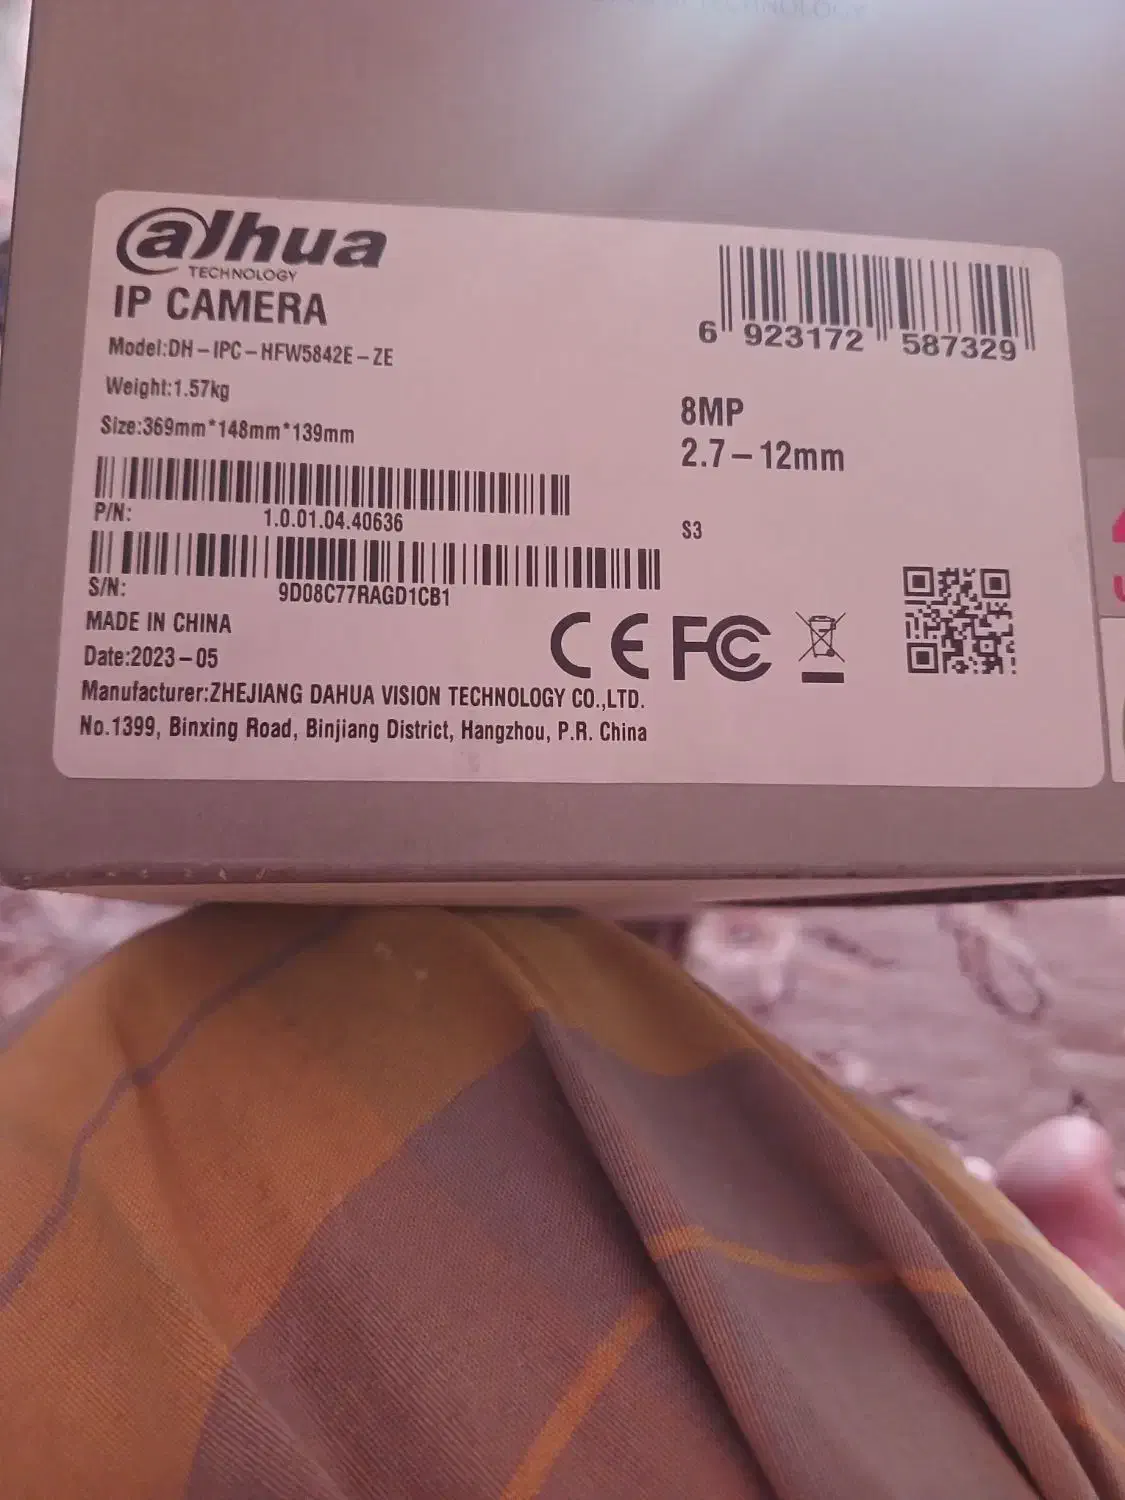 TECHNOLOGY
alhua
TECHNOLOGY
IP CAMERA
Model:DH-IPC-HFW5842E-ZE
Weight:1.57kg
Size:369mm*148mm*139mm
P/N: 1.0.01.04.40636
S/N: 9D08C77RAGD1CB1
MADE IN CHINA
Date:2023-05
Manufacturer:ZHEJIANG DAHUA VISION TECHNOLOGY CO.,LTD.
No.1399, Binxing Road, Binjiang District, Hangzhou, P.R. China
6 923172 587329
8MP
2.7-12mm
S3
CE FC